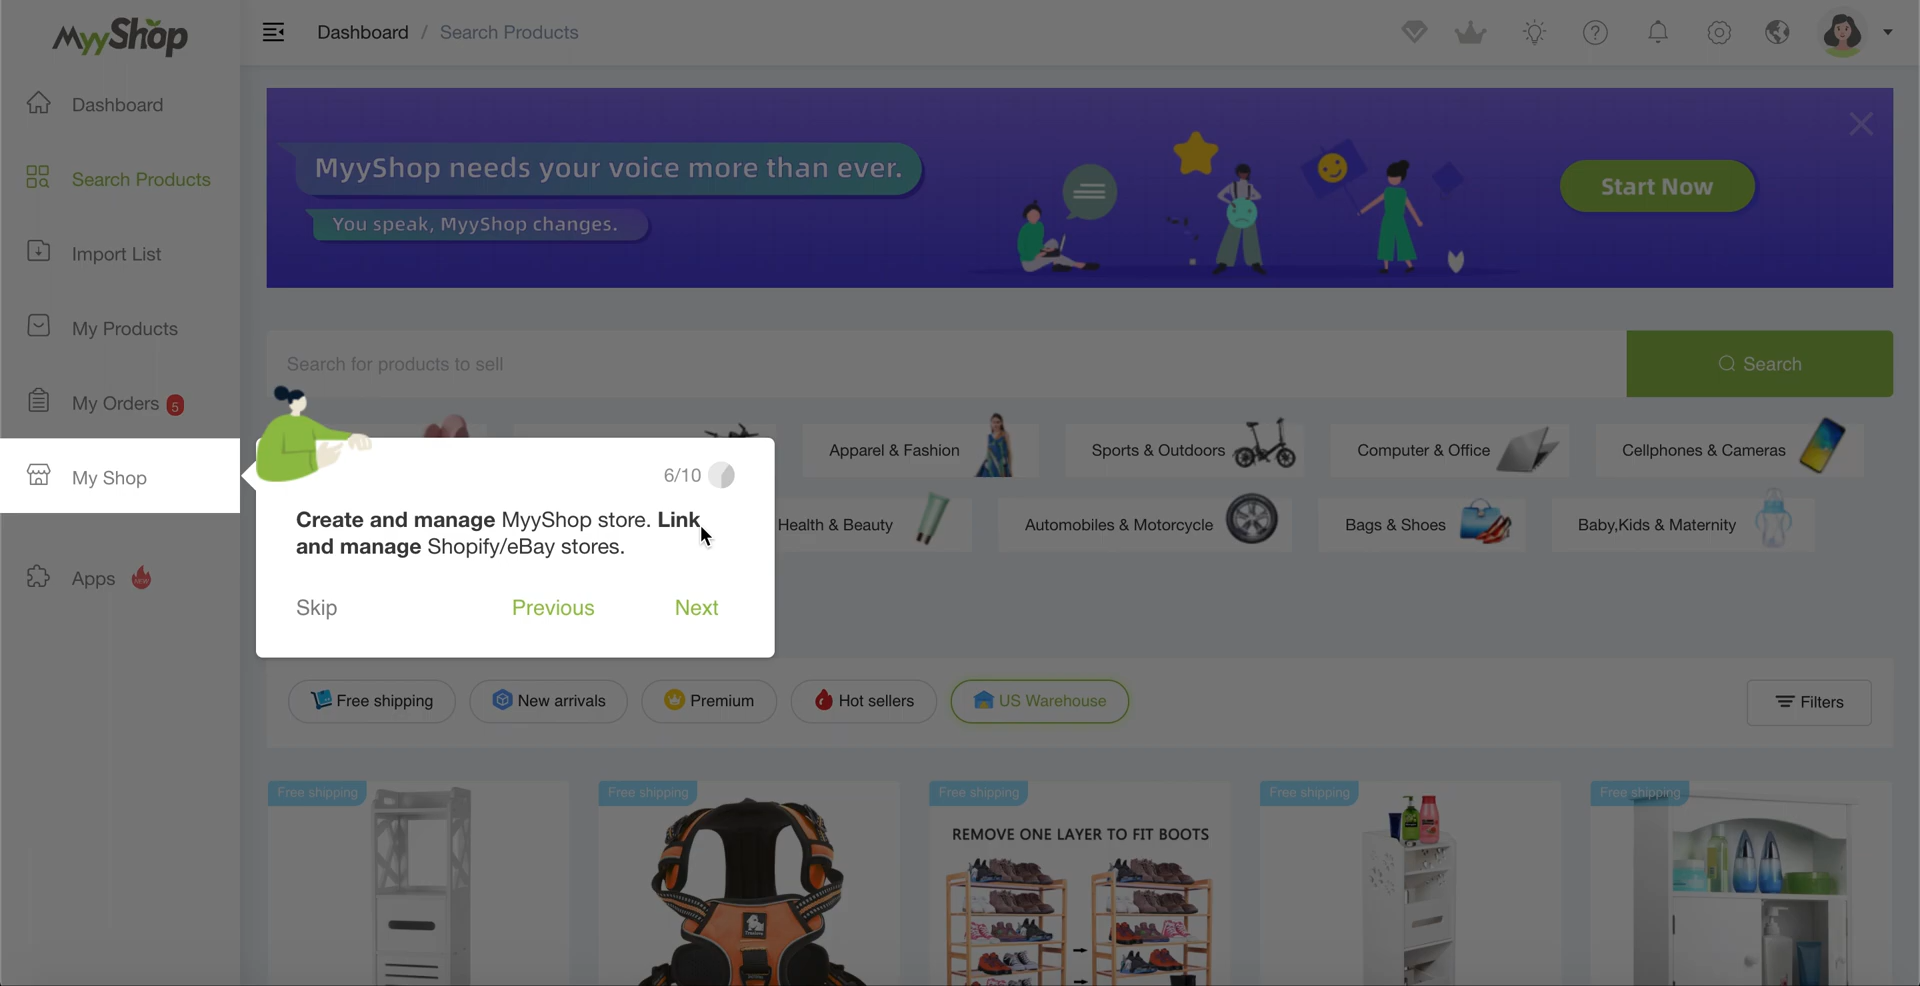 MyyShop
Dashboard / Search Products
Dashboard
Search Products
Import List
My Products
My Orders 5
My Shop
Apps
NEW
MyyShop needs your voice more than ever.
You speak, MyyShop changes.
Start Now
Search for products to sell
Search
Apparel & Fashion
Sports & Outdoors
Computer & Office
Cellphones & Cameras
Health & Beauty
Automobiles & Motorcycle
Bags & Shoes
Baby,Kids & Maternity
6/10
Create and manage MyyShop store. Link
and manage Shopify/eBay stores.
Skip
Previous
Next
Free shipping
New arrivals
Premium
Hot sellers
US Warehouse
Filters
Free shipping
Free shipping
Free shipping
Free shipping
Free shipping
REMOVE ONE LAYER TO FIT BOOTS